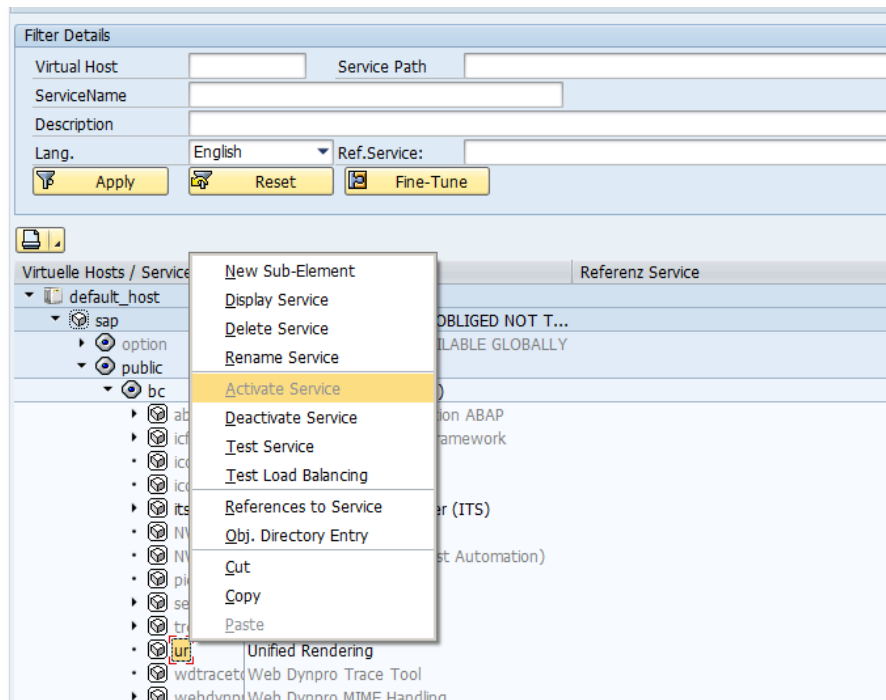 Filter Details
Virtual Host Service Path
ServiceName
Description
Lang. English Ref.Service:
Apply Reset Fine-Tune
Virtuelle Hosts / Service Referenz Service
default_host
sap OBLIGED NOT T...
option ILABLE GLOBALLY
public
bc )
ion ABAP
ramework
its er (ITS)
st Automation)
ur Unified Rendering
Web Dynpro Trace Tool
Web Dynpro MIME Handling
New Sub-Element
Display Service
Delete Service
Rename Service
Activate Service
Deactivate Service
Test Service
Test Load Balancing
References to Service
Obj. Directory Entry
Cut
Copy
Paste